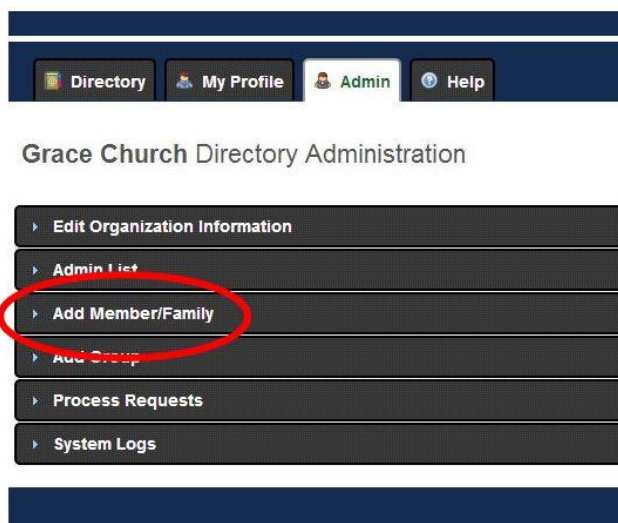 Directory My Profile Admin Help
Grace Church Directory Administration
Edit Organization Information
Admin List
Add Member/Family
Add Group
Process Requests
System Logs